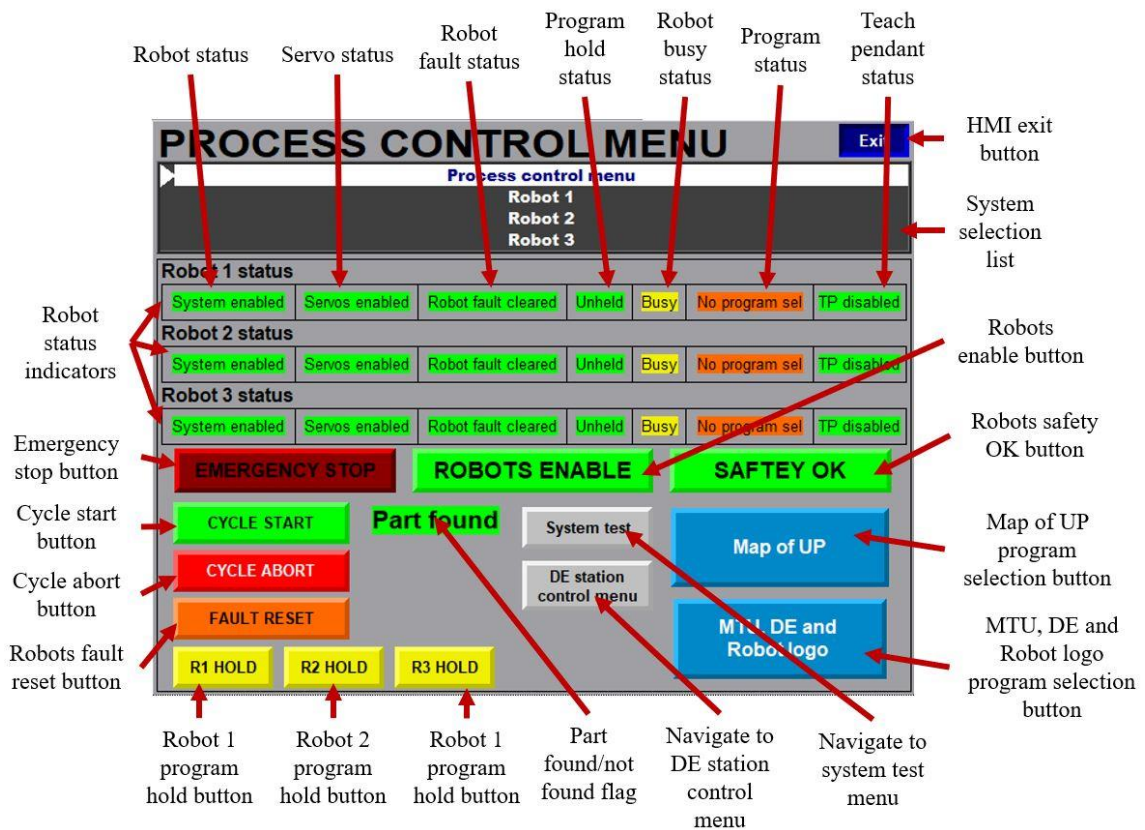 Robot status
Servo status
Robot
fault status
Program
hold
status
Robot
busy
status
Program
status
Teach
pendant
status
PROCESS CONTROL MENU
Exit
HMI exit
button
Process control menu
Robot 1
Robot 2
Robot 3
System
selection
list
Robot 1 status
System enabled Servos enabled Robot fault cleared Unheld Busy No program sel TP disabled
Robot 2 status
System enabled Servos enabled Robot fault cleared Unheld Busy No program sel TP disabled
Robot 3 status
System enabled Servos enabled Robot fault cleared Unheld Busy No program sel TP disabled
Robot
status
indicators
Robots
enable button
Emergency
stop button
EMERGENCY STOP
ROBOTS ENABLE
SAFTEY OK
Robots safety
OK button
Cycle start
button
CYCLE START
Part found
System test
Map of UP
Map of UP
program
selection button
Cycle abort
button
CYCLE ABORT
DE station
control menu
Robots fault
reset button
FAULT RESET
MTU, DE and
Robot logo
MTU, DE and
Robot logo
program selection
button
R1 HOLD
R2 HOLD
R3 HOLD
Robot 1
program
hold button
Robot 2
program
hold button
Robot 1
program
hold button
Part
found/not
found flag
Navigate to
DE station
control
menu
Navigate to
system test
menu